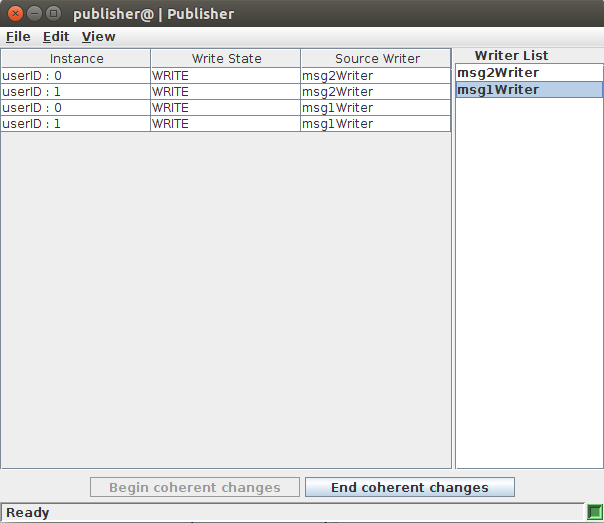 publisher@ | Publisher
File Edit View
Instance Write State Source Writer
userID : 0 WRITE msg2Writer
userID : 1 WRITE msg2Writer
userID : 0 WRITE msg1Writer
userID : 1 WRITE msg1Writer
Writer List
msg2Writer
msg1Writer
Begin coherent changes End coherent changes
Ready